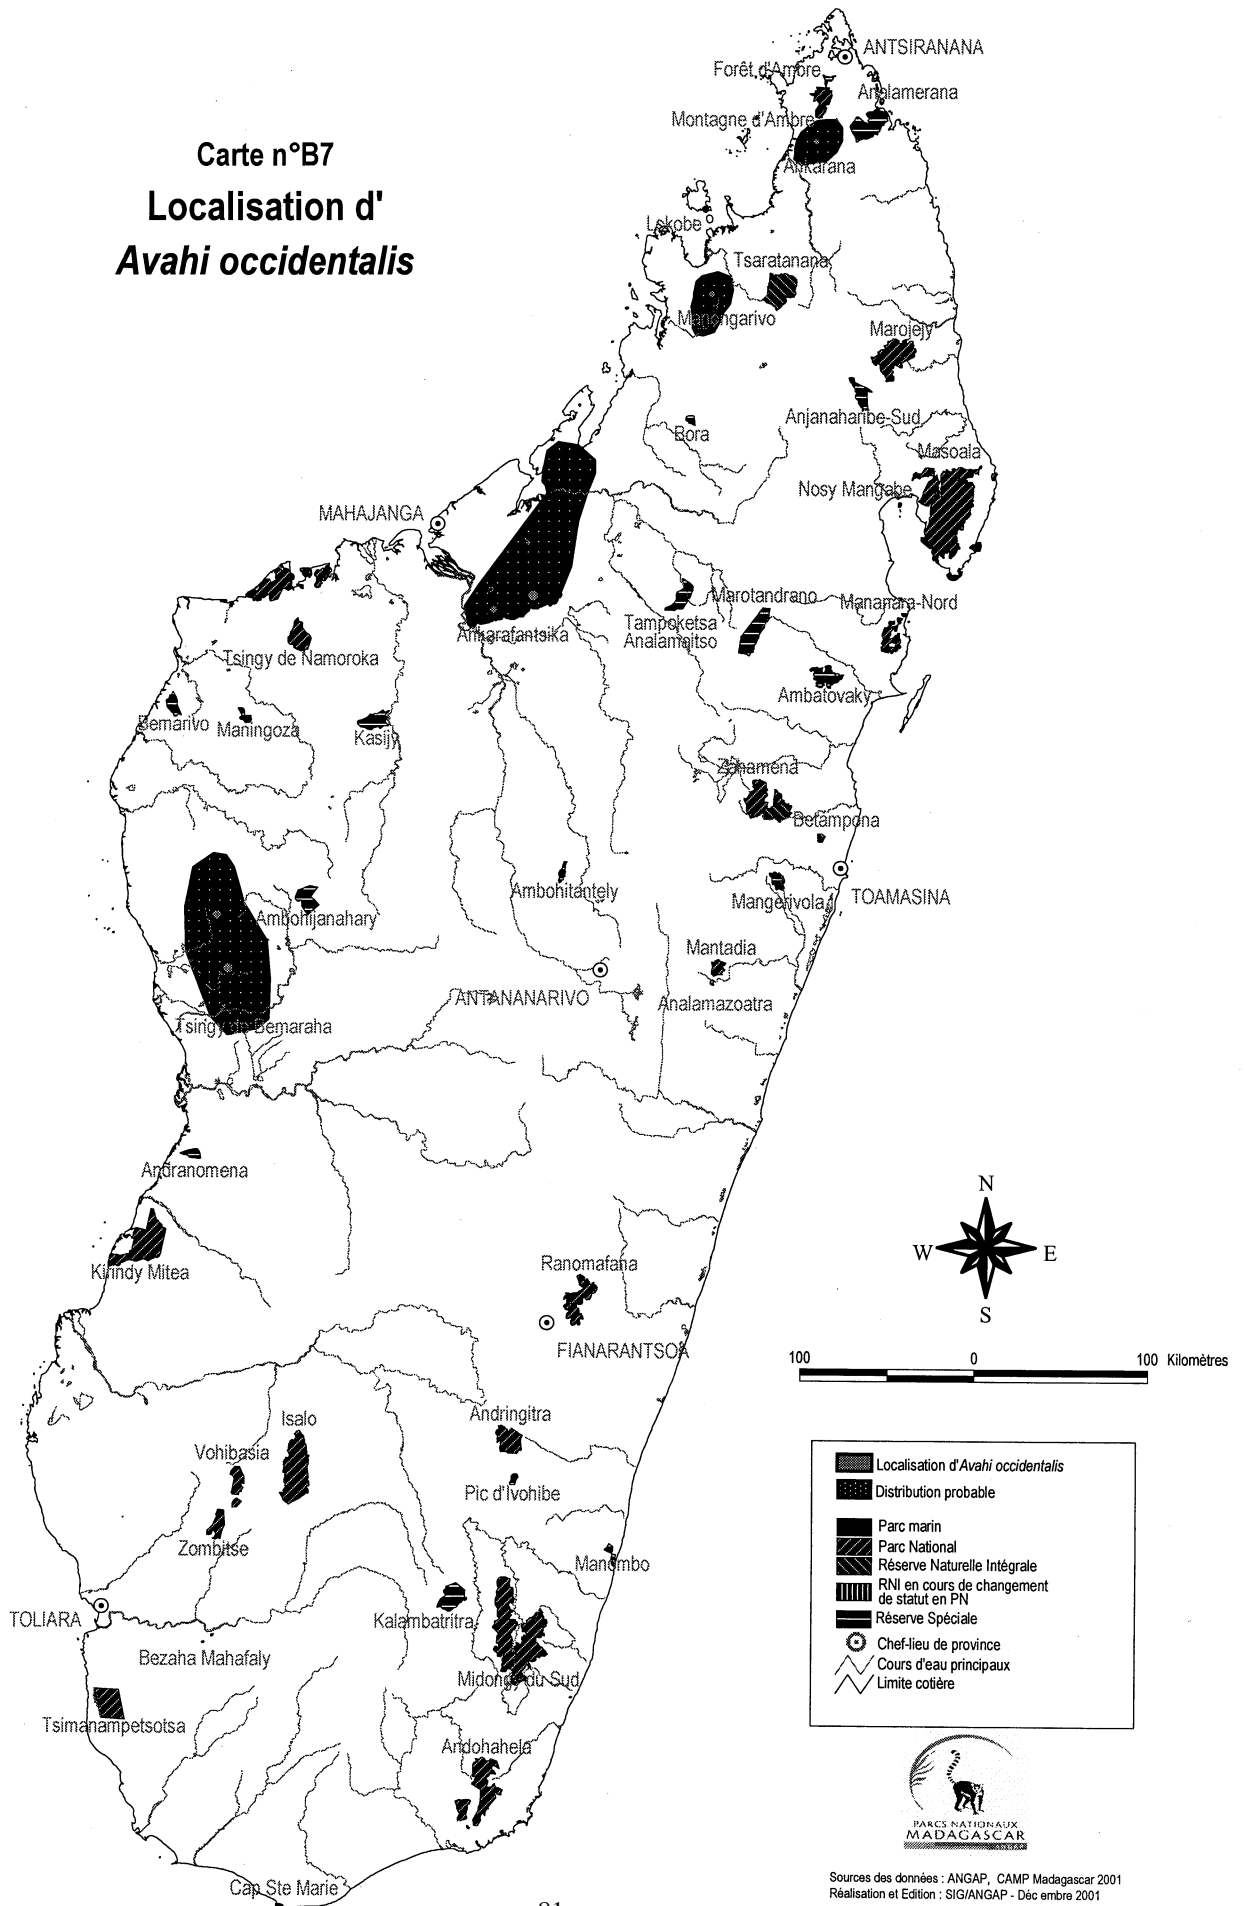 Carte n°B7
Localisation d'
Avahi occidentalis
ANTSIRANANA
Forêt d'Ambre
Analamerana
Montagne d'Ambre
Ankarana
Lokobe
Tsaratanana
Manongarivo
Marojejy
Anjanaharibe-Sud
Bora
Masoala
Nosy Mangabe
MAHAJANGA
Marotandrano
Mananara-Nord
Tampoketsa
Analamaitso
Ankarafantsika
Tsingy de Namoroka
Ambatovaky
Bemarivo
Maningoza
Kasijy
Zahamena
Betampona
Ambohitantely
Mangerivola
TOAMASINA
Ambohijanahary
Mantadia
ANTANANARIVO
Analamazoatra
Tsingy de Bemaraha
Andranomena
Kirindy Mitea
Ranomafana
FIANARANTSOA
N
W
E
S
100
0
100 Kilomètres
Isalo
Andringitra
Vohibasia
Pic d'Ivohibe
Zombitse
Manombo
TOLIARA
Kalambatritra
Bezaha Mahafaly
Midongy du Sud
Tsimanampetsotsa
Andohahela
Cap Ste Marie
Localisation d'Avahi occidentalis
Distribution probable
Parc marin
Parc National
Réserve Naturelle Intégrale
RNI en cours de changement
de statut en PN
Réserve Spéciale
Chef-lieu de province
Cours d'eau principaux
Limite cotière
PARCS NATIONAUX
MADAGASCAR
Sources des données : ANGAP, CAMP Madagascar 2001
Réalisation et Edition : SIG/ANGAP - Déc embre 2001